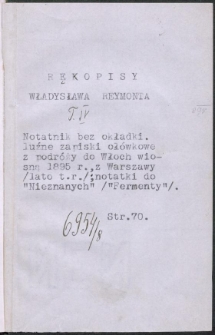 RĘKOPISY
WŁADYSŁAWA REYMONTA
T.IV
Notatnik bez okładki.
luźne zapiski ołówkowe
z podróży do Włoch wio-
sną 1895 r., z Warszawy
/lato t.r./;notatki do
"Nieznanych" /"Fermenty"/.
Str.70.
6954/8